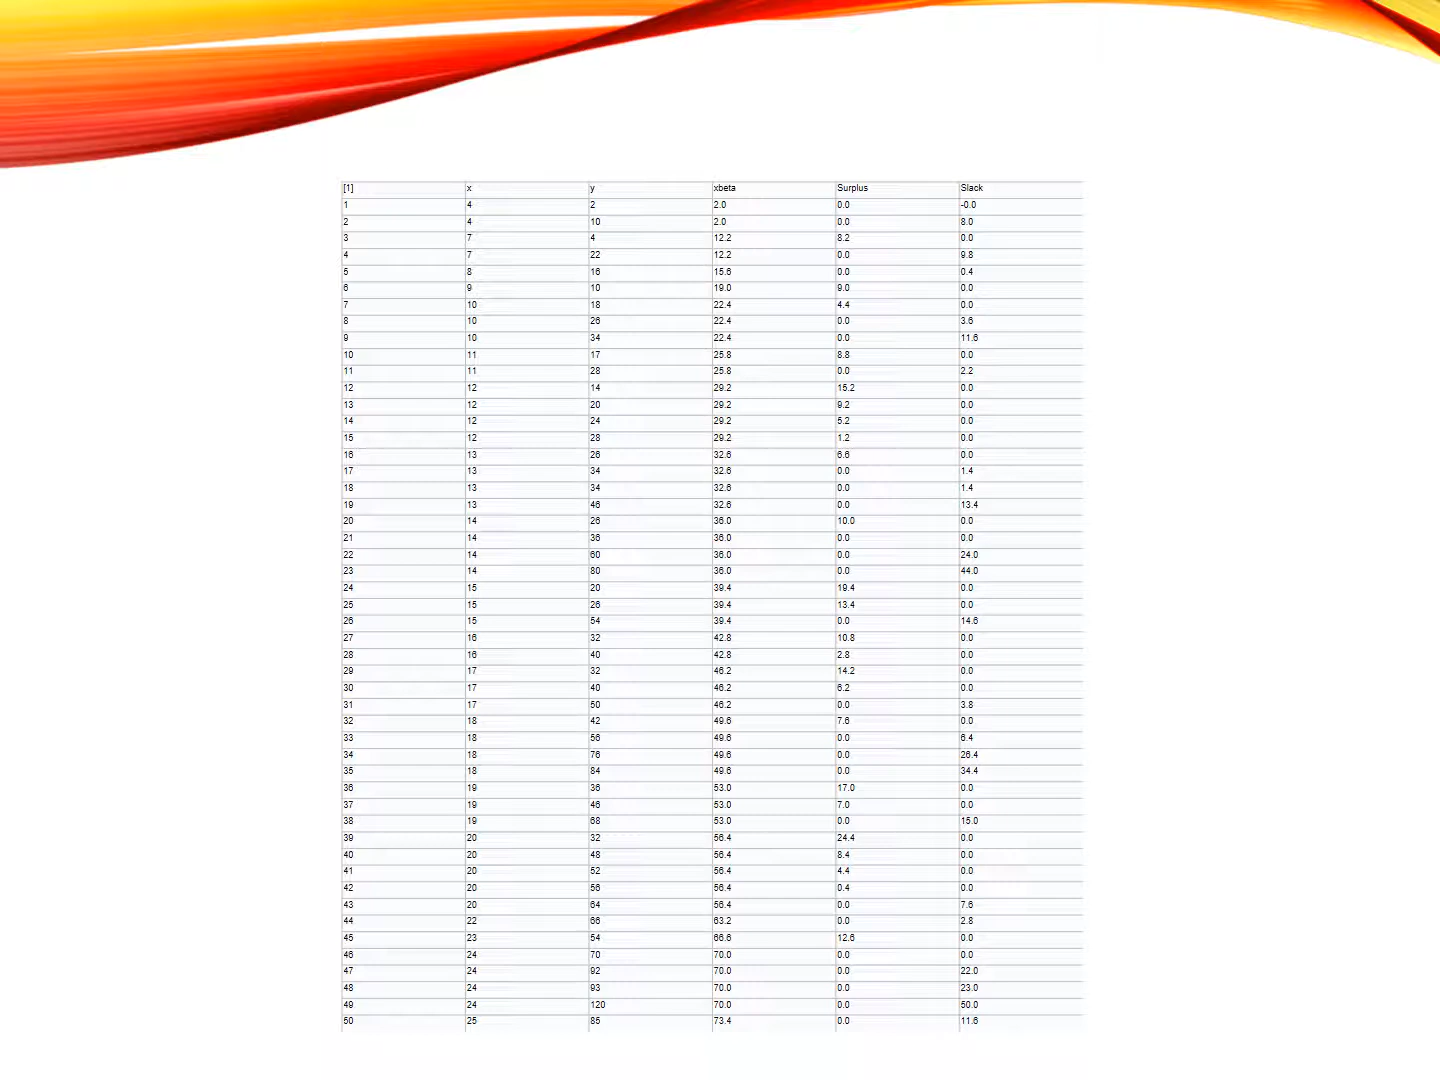 [1] x y xbeta Surplus Slack
1 4 2 2.0 0.0 -0.0
2 4 10 2.0 0.0 8.0
3 7 4 12.2 8.2 0.0
4 7 22 12.2 0.0 9.8
5 8 16 15.6 0.0 0.4
6 9 10 19.0 9.0 0.0
7 10 18 22.4 4.4 0.0
8 10 26 22.4 0.0 3.6
9 10 34 22.4 0.0 11.6
10 11 17 25.8 8.8 0.0
11 11 28 25.8 0.0 2.2
12 12 14 29.2 15.2 0.0
13 12 20 29.2 9.2 0.0
14 12 24 29.2 5.2 0.0
15 12 28 29.2 1.2 0.0
16 13 26 32.6 6.6 0.0
17 13 34 32.6 0.0 1.4
18 13 34 32.6 0.0 1.4
19 13 46 32.6 0.0 13.4
20 14 26 36.0 10.0 0.0
21 14 36 36.0 0.0 0.0
22 14 60 36.0 0.0 24.0
23 14 80 36.0 0.0 44.0
24 15 20 39.4 19.4 0.0
25 15 26 39.4 13.4 0.0
26 15 54 39.4 0.0 14.6
27 16 32 42.8 10.8 0.0
28 16 40 42.8 2.8 0.0
29 17 32 46.2 14.2 0.0
30 17 40 46.2 6.2 0.0
31 17 50 46.2 0.0 3.8
32 18 42 49.6 7.6 0.0
33 18 56 49.6 0.0 6.4
34 18 76 49.6 0.0 26.4
35 18 84 49.6 0.0 34.4
36 19 36 53.0 17.0 0.0
37 19 46 53.0 7.0 0.0
38 19 68 53.0 0.0 15.0
39 20 32 56.4 24.4 0.0
40 20 48 56.4 8.4 0.0
41 20 52 56.4 4.4 0.0
42 20 56 56.4 0.4 0.0
43 20 64 56.4 0.0 7.6
44 22 66 63.2 0.0 2.8
45 23 54 66.6 12.6 0.0
46 24 70 70.0 0.0 0.0
47 24 92 70.0 0.0 22.0
48 24 93 70.0 0.0 23.0
49 24 120 70.0 0.0 50.0
50 25 85 73.4 0.0 11.6